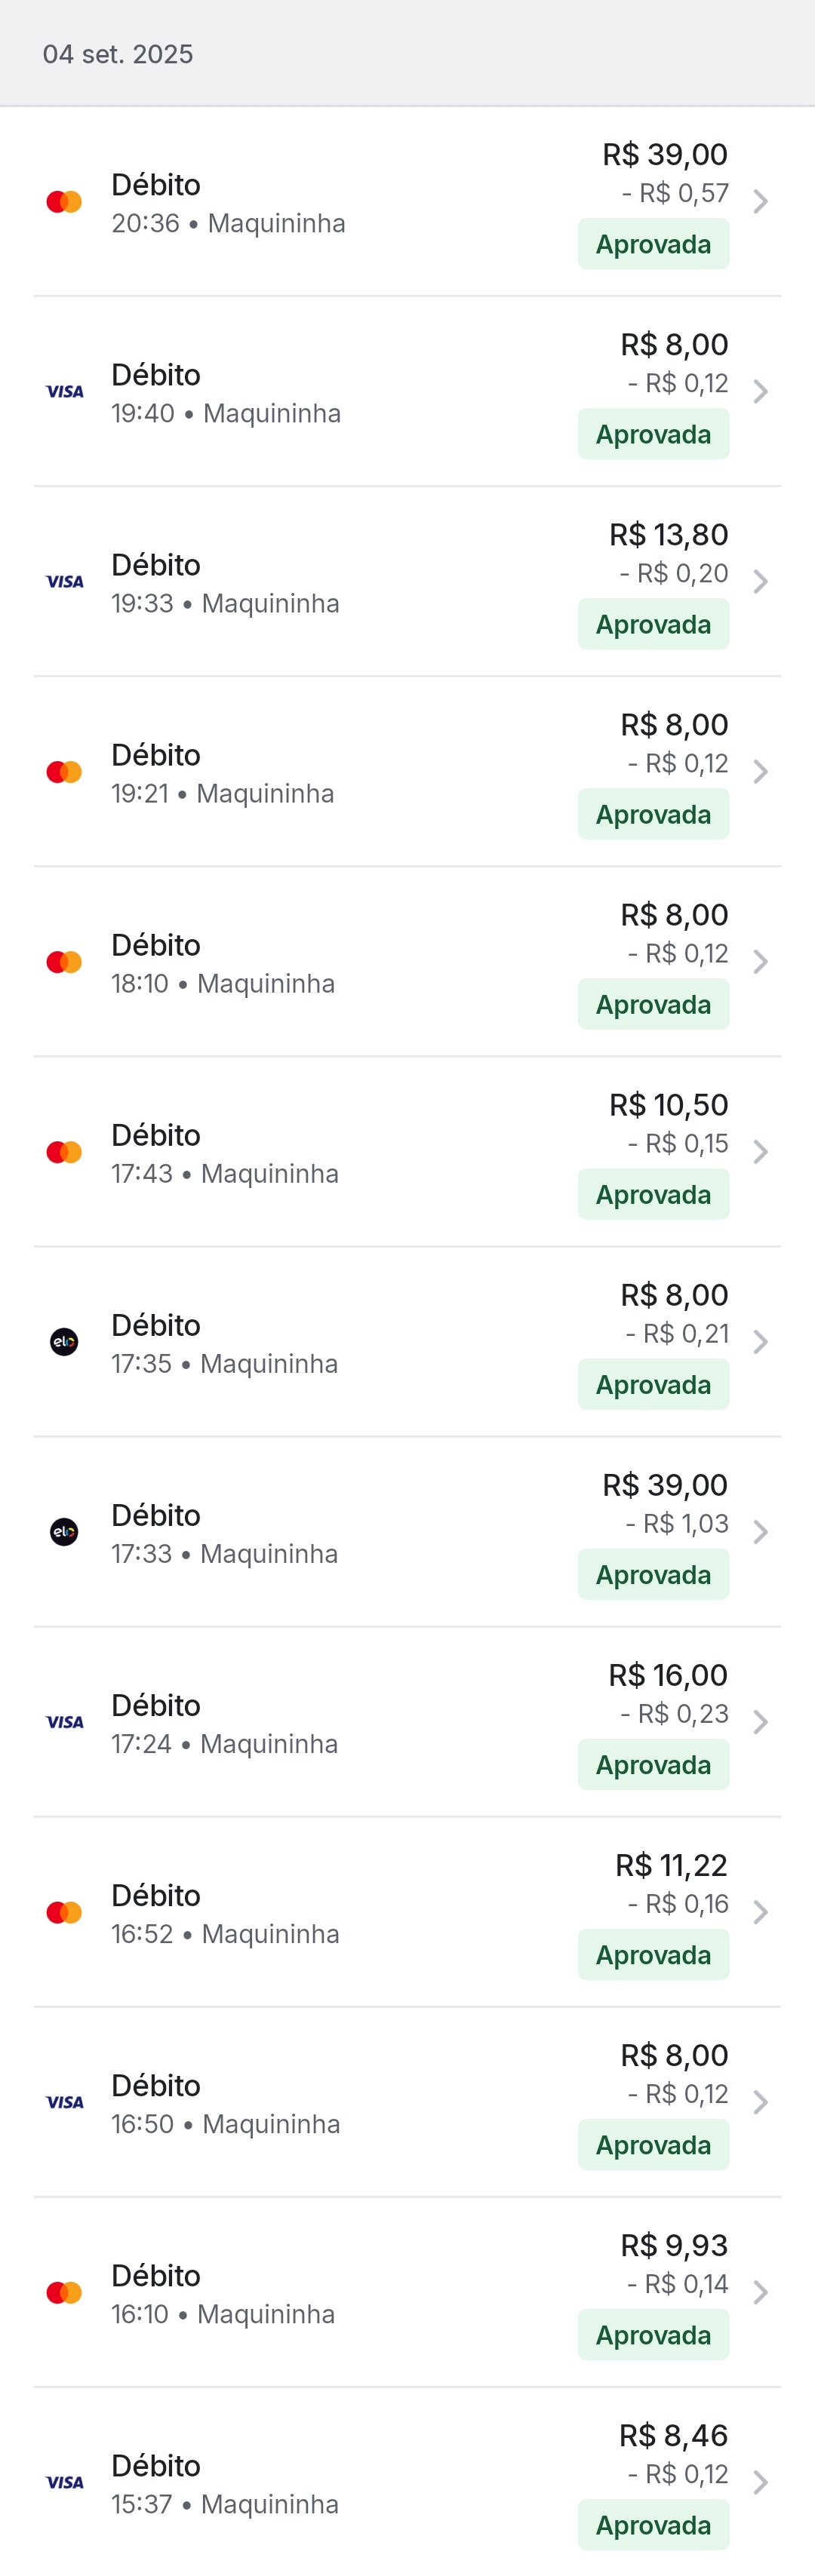 04 set. 2025
Débito
20:36 • Maquininha
R$ 39,00
- R$ 0,57
Aprovada
VISA
Débito
19:40 • Maquininha
R$ 8,00
- R$ 0,12
Aprovada
VISA
Débito
19:33 • Maquininha
R$ 13,80
- R$ 0,20
Aprovada
Débito
19:21 • Maquininha
R$ 8,00
- R$ 0,12
Aprovada
Débito
18:10 • Maquininha
R$ 8,00
- R$ 0,12
Aprovada
Débito
17:43 • Maquininha
R$ 10,50
- R$ 0,15
Aprovada
elo
Débito
17:35 • Maquininha
R$ 8,00
- R$ 0,21
Aprovada
elo
Débito
17:33 • Maquininha
R$ 39,00
- R$ 1,03
Aprovada
VISA
Débito
17:24 • Maquininha
R$ 16,00
- R$ 0,23
Aprovada
Débito
16:52 • Maquininha
R$ 11,22
- R$ 0,16
Aprovada
VISA
Débito
16:50 • Maquininha
R$ 8,00
- R$ 0,12
Aprovada
Débito
16:10 • Maquininha
R$ 9,93
- R$ 0,14
Aprovada
VISA
Débito
15:37 • Maquininha
R$ 8,46
- R$ 0,12
Aprovada